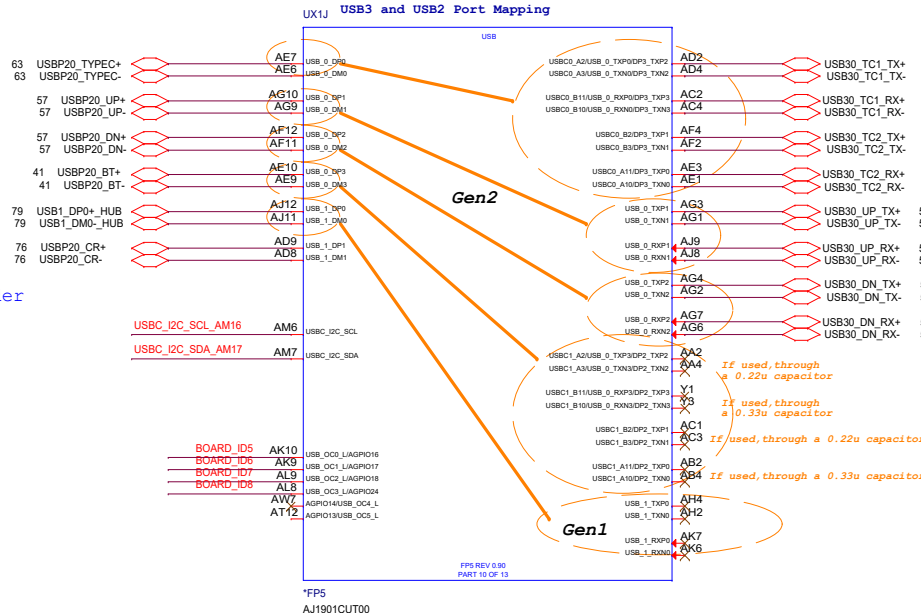 USB3 and USB2 Port Mapping
UX1J
USB
63 USBP20_TYPEC+ AE7 USB_0_DP0
63 USBP20_TYPEC- AE6 USB_0_DM0
57 USBP20_UP+ AG10 USB_0_DP1
57 USBP20_UP- AG9 USB_0_DM1
57 USBP20_DN+ AF12 USB_0_DP2
57 USBP20_DN- AF11 USB_0_DM2
41 USBP20_BT+ AE10 USB_0_DP3
41 USBP20_BT- AE9 USB_0_DM3
79 USB1_DP0+_HUB AJ12 USB_1_DP0
79 USB1_DM0-_HUB AJ11 USB_1_DM0
76 USBP20_CR+ AD9 USB_1_DP1
76 USBP20_CR- AD8 USB_1_DM1
er
USBC_I2C_SCL_AM16 AM6 USBC_I2C_SCL
USBC_I2C_SDA_AM17 AM7 USBC_I2C_SDA
BOARD_ID5 AK10 USB_OC0_L/AGPIO16
BOARD_ID6 AK9 USB_OC1_L/AGPIO17
BOARD_ID7 AL9 USB_OC2_L/AGPIO18
BOARD_ID8 AL8 USB_OC3_L/AGPIO24
AW7 AGPIO14/USB_OC4_L
AT12 AGPIO13/USB_OC5_L
Gen2
Gen1
USBC0_A2/USB_0_TXP0/DP3_TXP2 AD2 USB30_TC1_TX+
USBC0_A3/USB_0_TXN0/DP3_TXN2 AD4 USB30_TC1_TX-
USBC0_B11/USB_0_RXP0/DP3_TXP3 AC2 USB30_TC1_RX+
USBC0_B10/USB_0_RXN0/DP3_TXN3 AC4 USB30_TC1_RX-
USBC0_B2/DP3_TXP1 AF4 USB30_TC2_TX+
USBC0_B3/DP3_TXN1 AF2 USB30_TC2_TX-
USBC0_A11/DP3_TXP0 AE3 USB30_TC2_RX+
USBC0_A10/DP3_TXN0 AE1 USB30_TC2_RX-
USB_0_TXP1 AG3 USB30_UP_TX+
USB_0_TXN1 AG1 USB30_UP_TX-
USB_0_RXP1 AJ9 USB30_UP_RX+
USB_0_RXN1 AJ8 USB30_UP_RX-
USB_0_TXP2 AG4 USB30_DN_TX+
USB_0_TXN2 AG2 USB30_DN_TX-
USB_0_RXP2 AG7 USB30_DN_RX+
USB_0_RXN2 AG6 USB30_DN_RX-
USBC1_A2/USB_0_TXP3/DP2_TXP2 AA2
USBC1_A3/USB_0_TXN3/DP2_TXN2 AA4
If used,through
a 0.22u capacitor
USBC1_B11/USB_0_RXP3/DP2_TXP3 Y1
USBC1_B10/USB_0_RXN3/DP2_TXN3 Y3
If used,through
a 0.33u capacitor
USBC1_B2/DP2_TXP1 AC1
USBC1_B3/DP2_TXN1 AC3
If used,through a 0.22u capacitor
USBC1_A11/DP2_TXP0 AB2
USBC1_A10/DP2_TXN0 AB4
If used,through a 0.33u capacitor
USB_1_TXP0 AH4
USB_1_TXN0 AH2
USB_1_RXP0 AK7
USB_1_RXN0 AK6
FP5 REV 0.90
PART 10 OF 13
*FP5
AJ1901CUT00